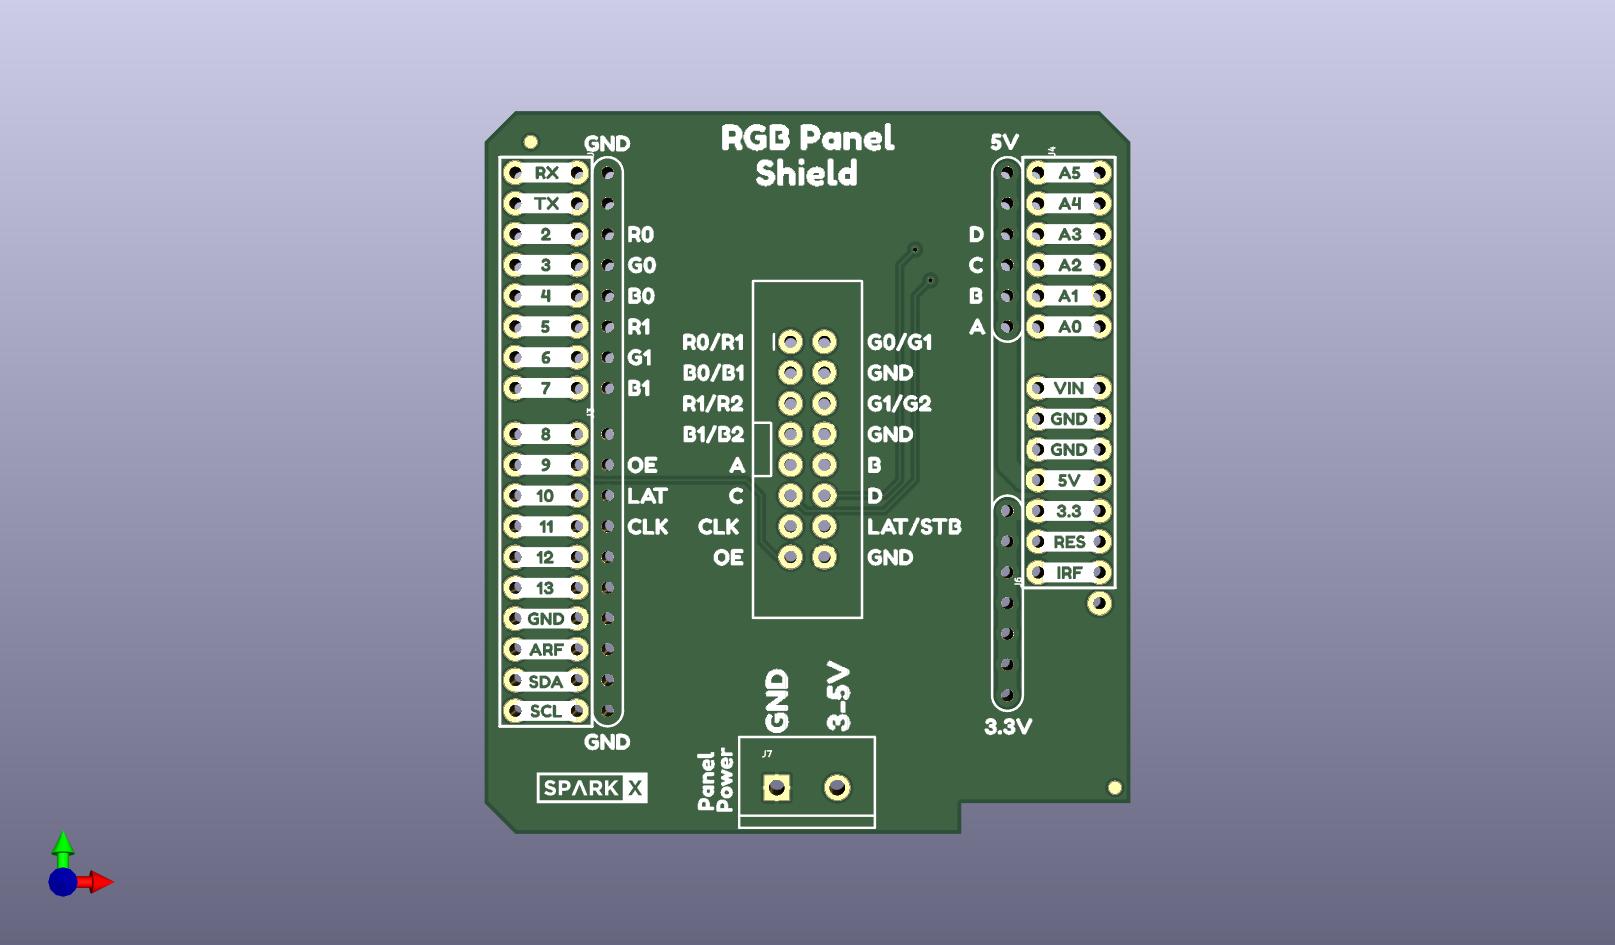 RGB Panel
Shield
GND
RX
TX
2
3
4
5
6
7
8
9
10
11
12
13
GND
ARF
SDA
SCL
GND
R0
G0
B0
R1
G1
B1
OE
LAT
CLK
J3
R0/R1
B0/B1
R1/R2
B1/B2
A
C
CLK
OE
G0/G1
GND
G1/G2
GND
B
D
LAT/STB
GND
5V
D
C
B
A
J4
A5
A4
A3
A2
A1
A0
VIN
GND
GND
5V
3.3
RES
IRF
J6
3.3V
GND
3-5V
Panel
Power
J7
SPARK X